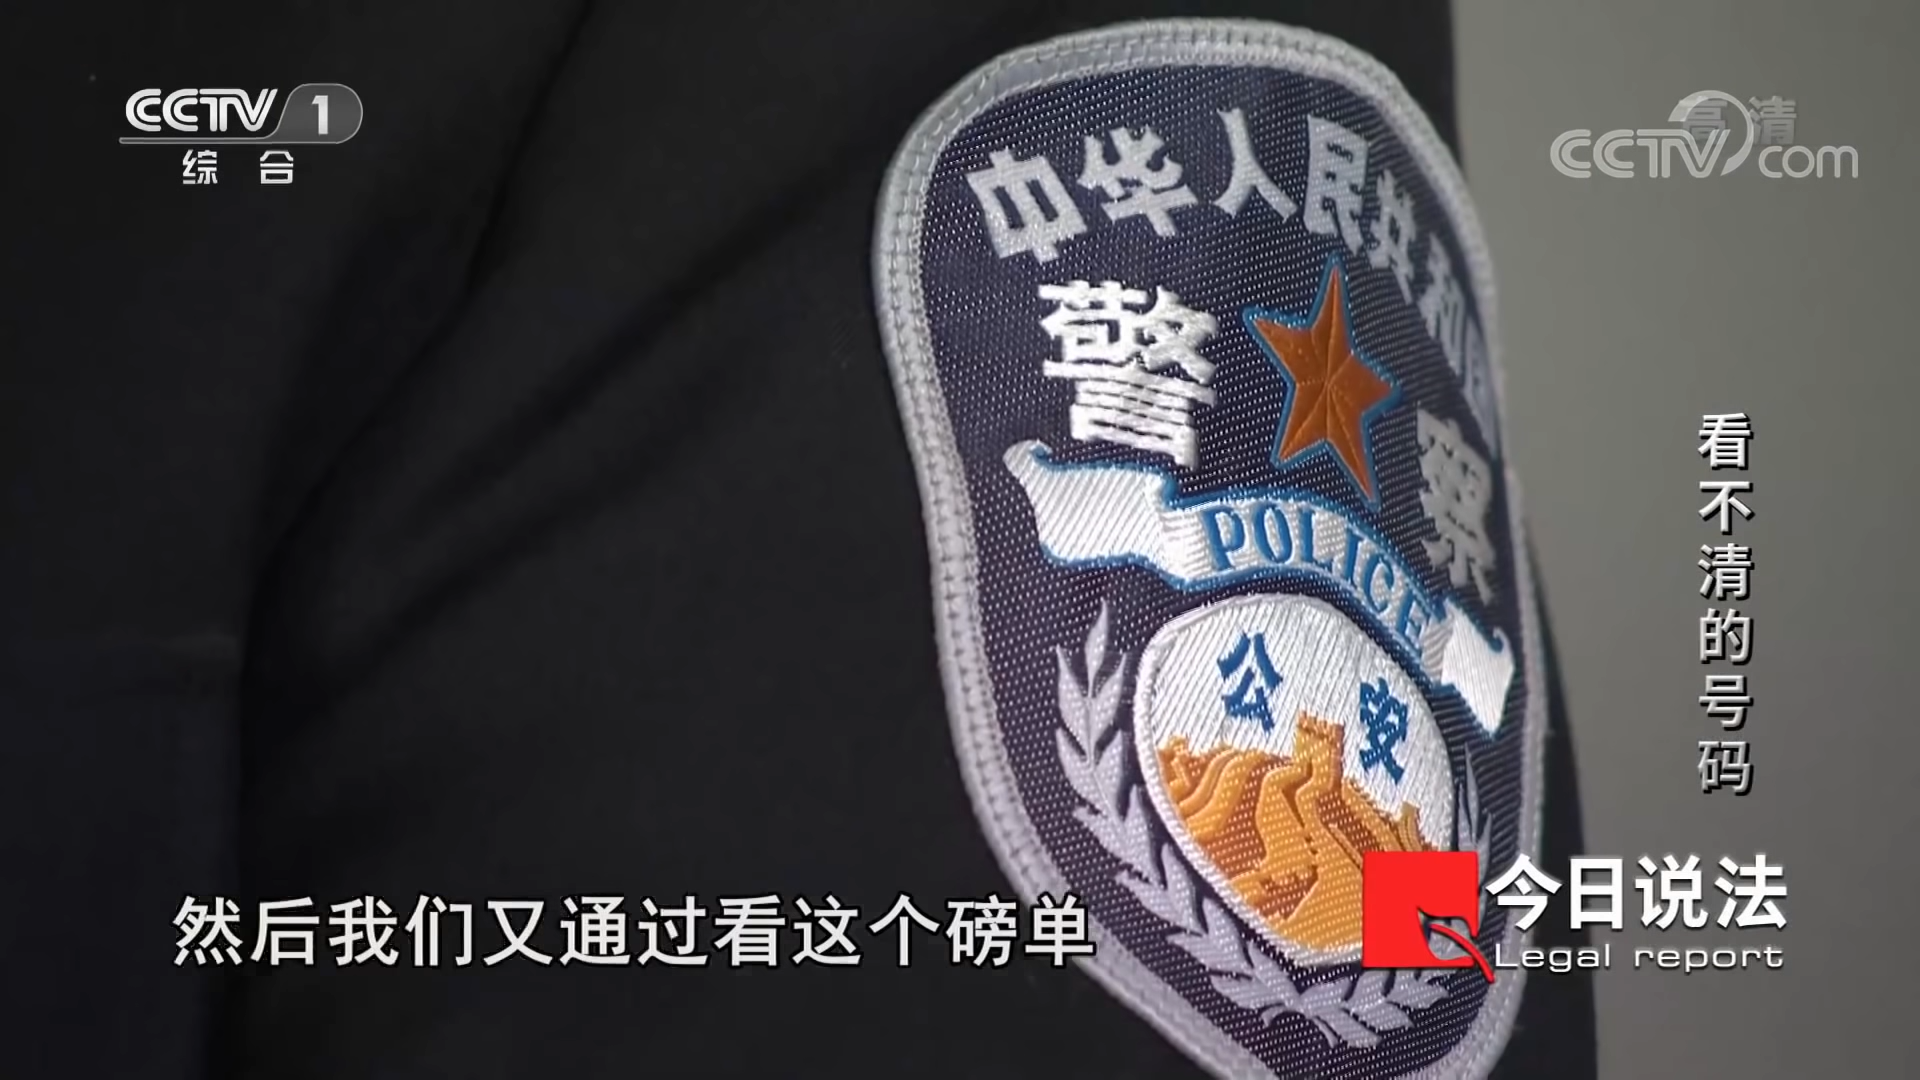 CCTV 1
综 合
高清
CCTV com
中华人民共和
警 察
POLICE
公 安
看不清的号码
然后我们又通过看这个磅单
今日说法
Legal report